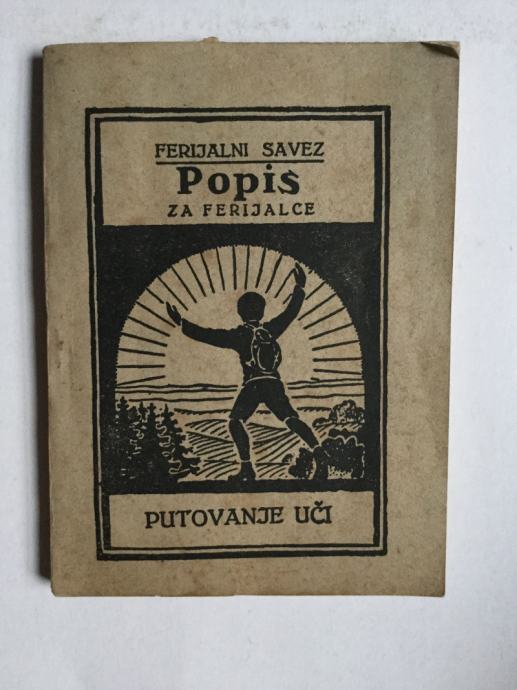 FERIJALNI SAVEZ
Popis
ZA FERIJALCE
PUTOVANJE UČI